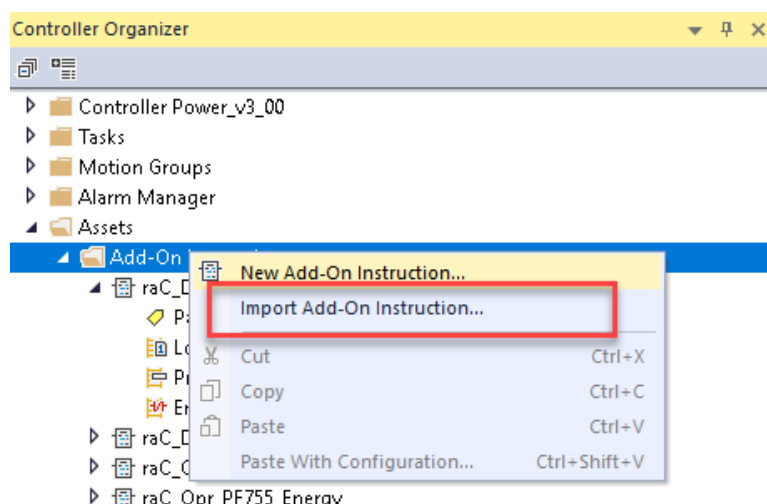 Controller Organizer
Controller Power_v3_00
Tasks
Motion Groups
Alarm Manager
Assets
Add-On
New Add-On Instruction...
Import Add-On Instruction...
Cut Ctrl+X
Copy Ctrl+C
Paste Ctrl+V
Paste With Configuration... Ctrl+Shift+V
raC_Opr_PF755_Energy